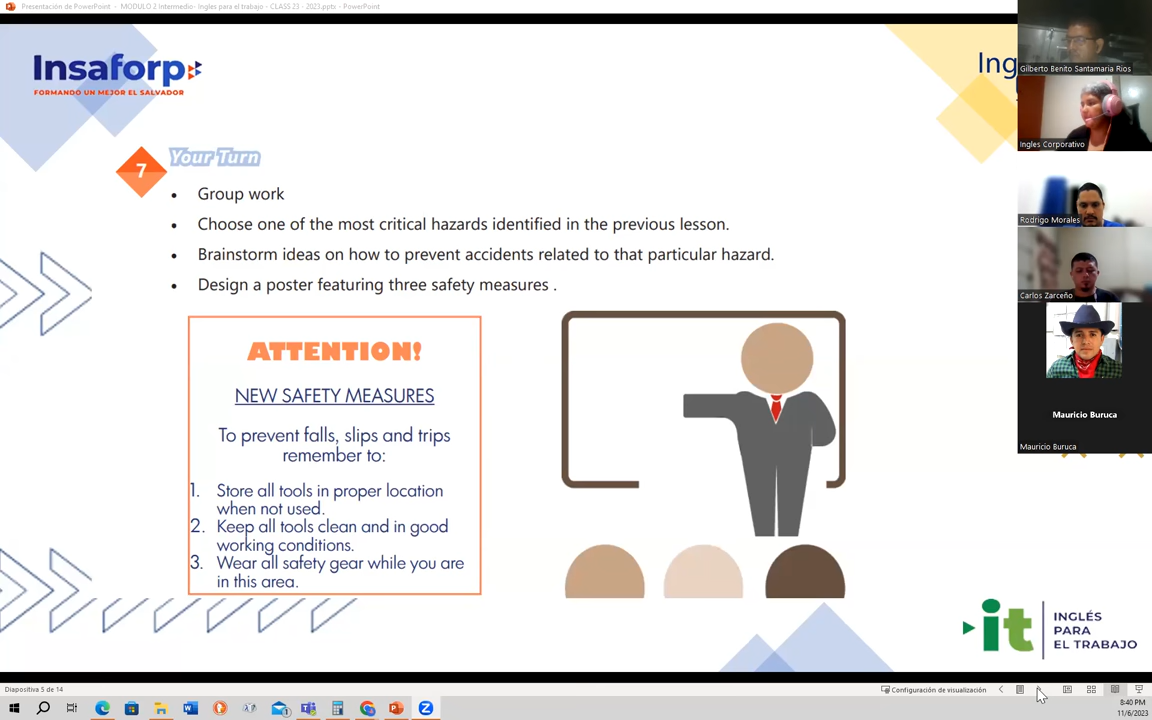 Presentación de PowerPoint - MODULO 2 Intermedio- Ingles para el trabajo - CLASS 23 - 2023.pptx - PowerPoint
Insaforp
FORMANDO UN MEJOR EL SALVADOR
Ing
Gilberto Benito Santamaria Rios
Ingles Corporativo
Rodrigo Morales
Carlos Zarceño
Mauricio Buruca
Mauricio Buruca
7
Your Turn
• Group work
• Choose one of the most critical hazards identified in the previous lesson.
• Brainstorm ideas on how to prevent accidents related to that particular hazard.
• Design a poster featuring three safety measures .
ATTENTION!
NEW SAFETY MEASURES
To prevent falls, slips and trips
remember to:
1. Store all tools in proper location
when not used.
2. Keep all tools clean and in good
working conditions.
3. Wear all safety gear while you are
in this area.
it
INGLÉS
PARA
EL TRABAJO
Diapositiva 5 de 14
Configuración de visualización
8:40 PM
11/6/2023